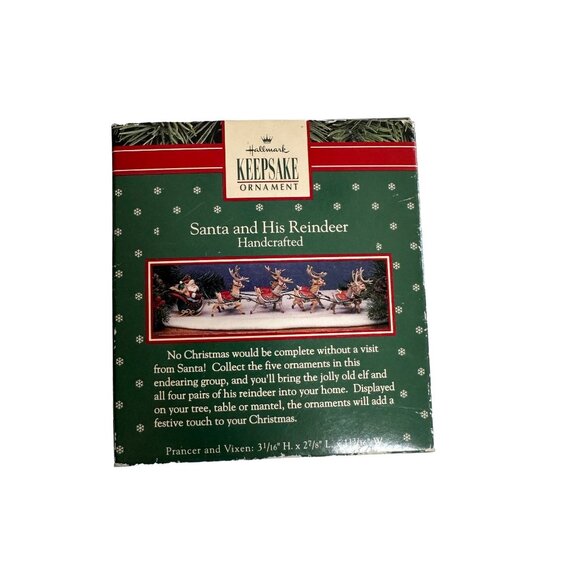 Hallmark
KEEPSAKE
ORNAMENT
Santa and His Reindeer
Handcrafted
No Christmas would be complete without a visit
from Santa! Collect the five ornaments in this
endearing group, and you'll bring the jolly old elf and
all four pairs of his reindeer into your home. Displayed
on your tree, table or mantel, the ornaments will add a
festive touch to your Christmas.
Prancer and Vixen: 3 1/16" H. x 2 7/8" L. W.